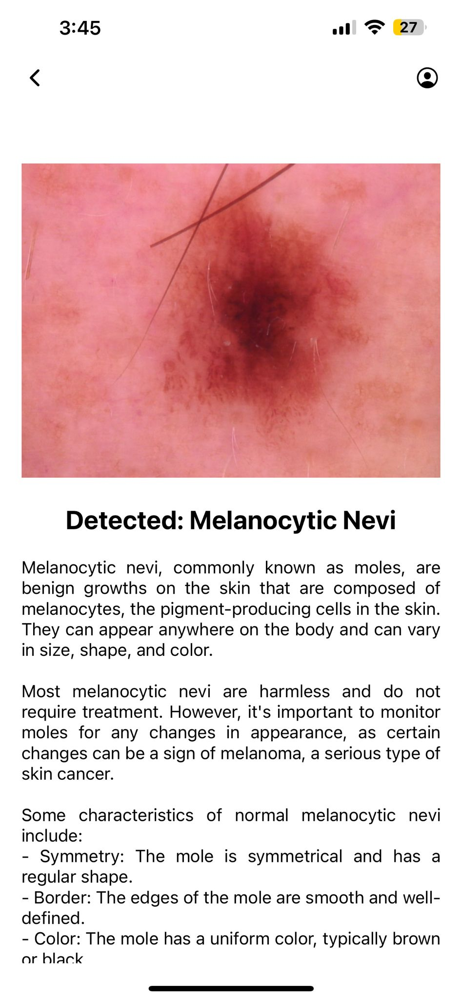 3:45
27
Detected: Melanocytic Nevi
Melanocytic nevi, commonly known as moles, are
benign growths on the skin that are composed of
melanocytes, the pigment-producing cells in the skin.
They can appear anywhere on the body and can vary
in size, shape, and color.
Most melanocytic nevi are harmless and do not
require treatment. However, it's important to monitor
moles for any changes in appearance, as certain
changes can be a sign of melanoma, a serious type of
skin cancer.
Some characteristics of normal melanocytic nevi
include:
- Symmetry: The mole is symmetrical and has a
regular shape.
- Border: The edges of the mole are smooth and well-
defined.
- Color: The mole has a uniform color, typically brown
or black